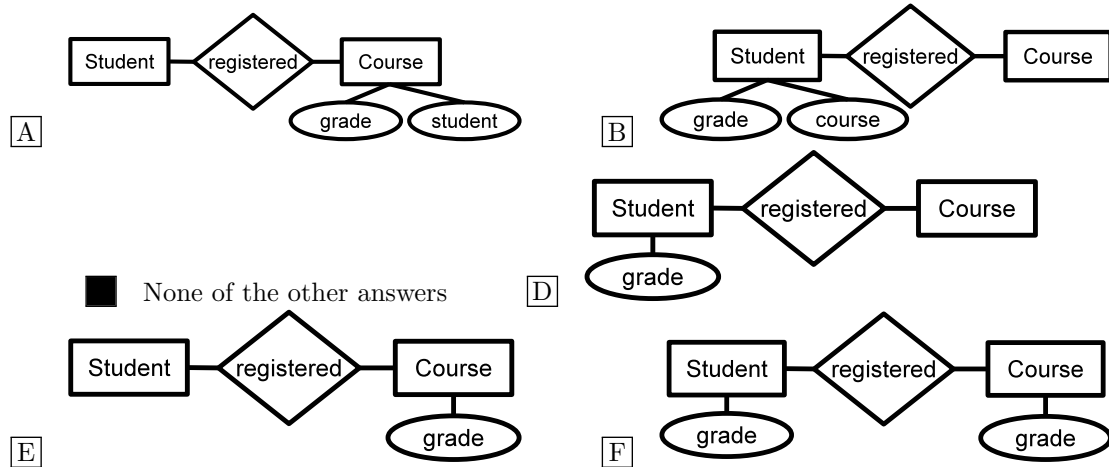 Student registered Course
grade student
A
Student registered Course
grade course
B
None of the other answers
Student registered Course
grade
D
Student registered Course
grade
E
Student registered Course
grade grade
F